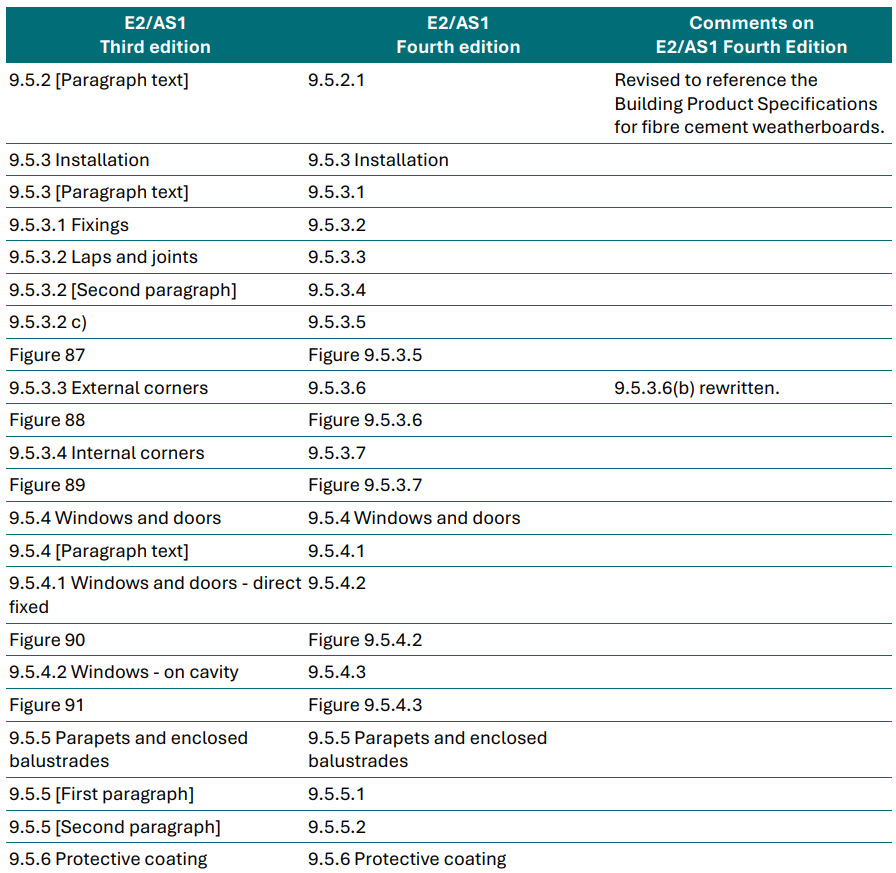 E2/AS1
Third edition
E2/AS1
Fourth edition
Comments on
E2/AS1 Fourth Edition
9.5.2 [Paragraph text] 9.5.2.1 Revised to reference the
Building Product Specifications
for fibre cement weatherboards.
9.5.3 Installation 9.5.3 Installation
9.5.3 [Paragraph text] 9.5.3.1
9.5.3.1 Fixings 9.5.3.2
9.5.3.2 Laps and joints 9.5.3.3
9.5.3.2 [Second paragraph] 9.5.3.4
9.5.3.2 c) 9.5.3.5
Figure 87 Figure 9.5.3.5
9.5.3.3 External corners 9.5.3.6 9.5.3.6(b) rewritten.
Figure 88 Figure 9.5.3.6
9.5.3.4 Internal corners 9.5.3.7
Figure 89 Figure 9.5.3.7
9.5.4 Windows and doors 9.5.4 Windows and doors
9.5.4 [Paragraph text] 9.5.4.1
9.5.4.1 Windows and doors - direct 9.5.4.2
fixed
Figure 90 Figure 9.5.4.2
9.5.4.2 Windows - on cavity 9.5.4.3
Figure 91 Figure 9.5.4.3
9.5.5 Parapets and enclosed 9.5.5 Parapets and enclosed
balustrades balustrades
9.5.5 [First paragraph] 9.5.5.1
9.5.5 [Second paragraph] 9.5.5.2
9.5.6 Protective coating 9.5.6 Protective coating